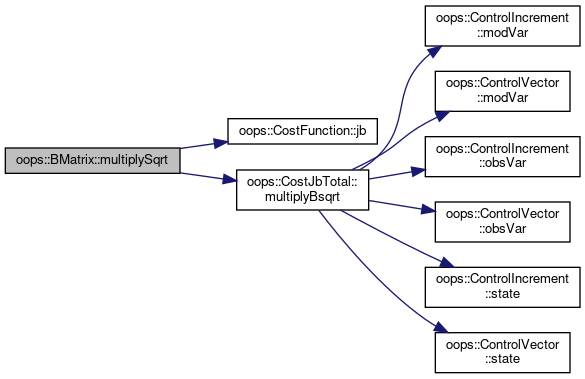 oops::BMatrix::multiplySqrt
oops::CostFunction::jb
oops::CostJbTotal::
multiplyBsqrt
oops::ControlIncrement
::modVar
oops::ControlVector
::modVar
oops::ControlIncrement
::obsVar
oops::ControlVector
::obsVar
oops::ControlIncrement
::state
oops::ControlVector
::state